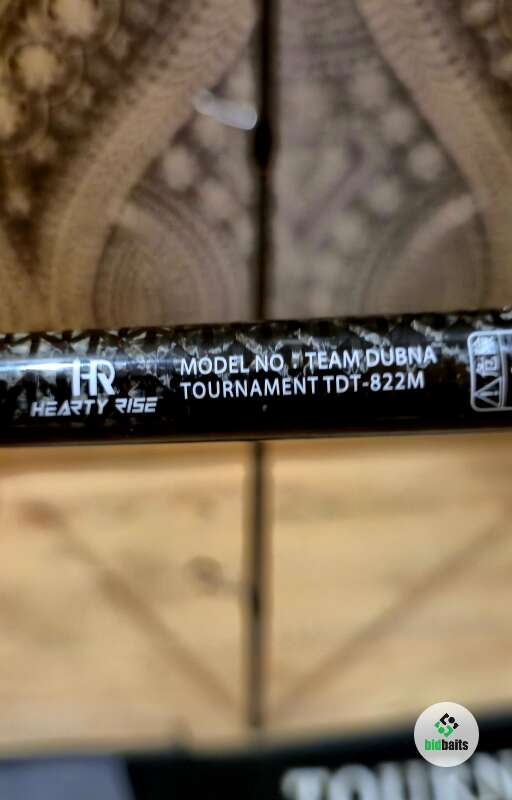 HR
HEARTY RISE
MODEL NO : TEAM DUBNA
TOURNAMENT TDT-822M
bidbaits